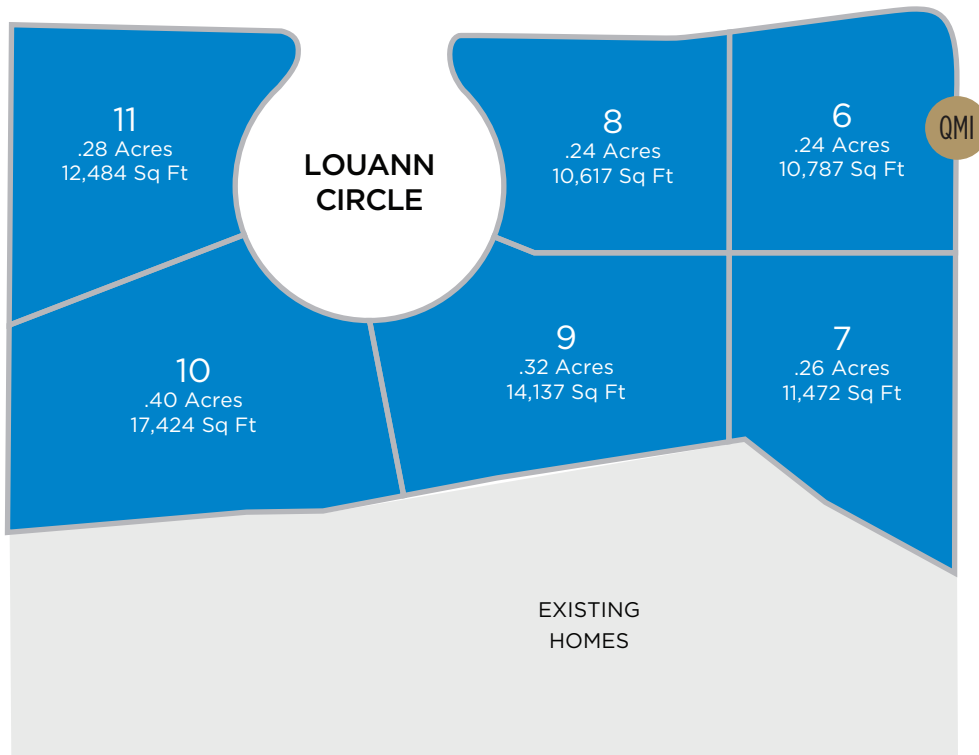 11
.28 Acres
12,484 Sq Ft
LOUANN
CIRCLE
8
.24 Acres
10,617 Sq Ft
6
.24 Acres
10,787 Sq Ft
QMI
10
.40 Acres
17,424 Sq Ft
9
.32 Acres
14,137 Sq Ft
7
.26 Acres
11,472 Sq Ft
EXISTING
HOMES